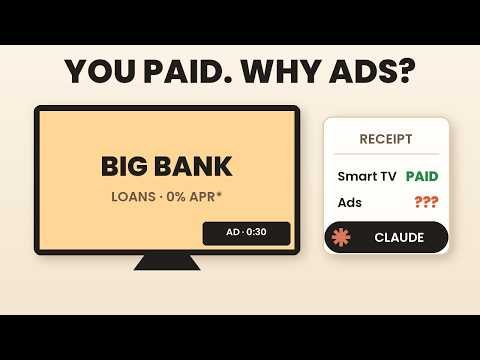 YOU PAID. WHY ADS?
BIG BANK
LOANS · 0% APR*
AD · 0:30
RECEIPT
Smart TV PAID
Ads ???
CLAUDE